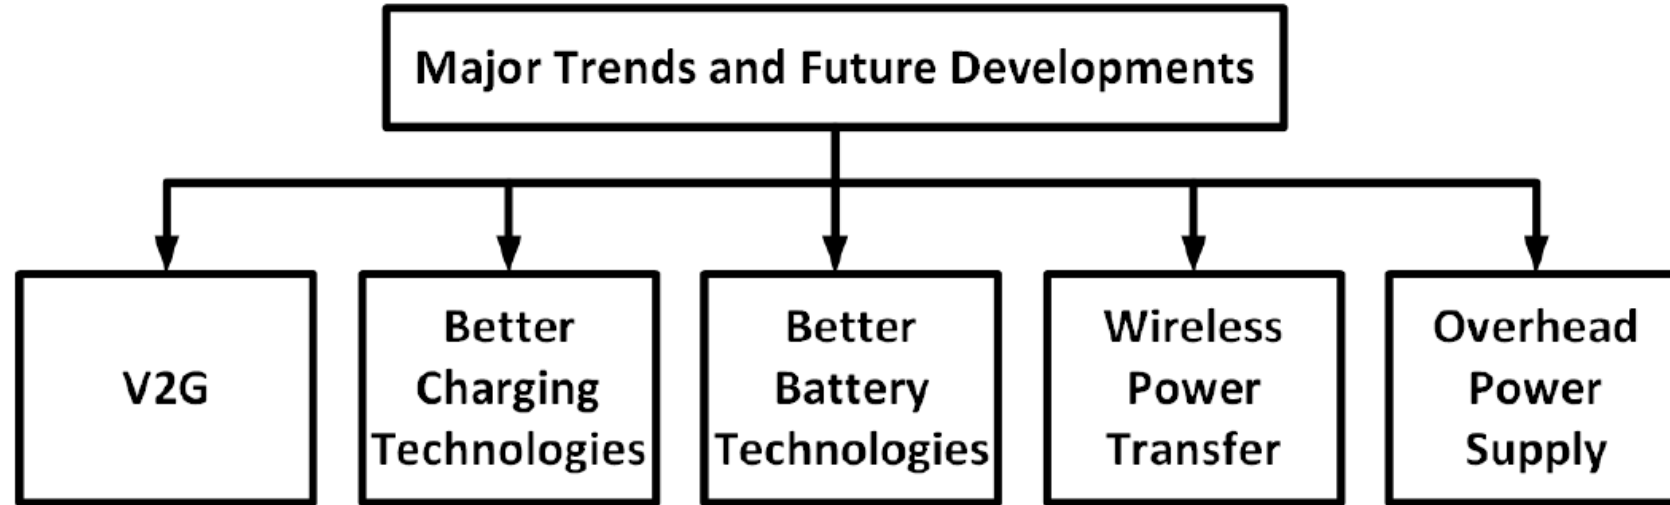 Major Trends and Future Developments
V2G
Better
Charging
Technologies
Better
Battery
Technologies
Wireless
Power
Transfer
Overhead
Power
Supply